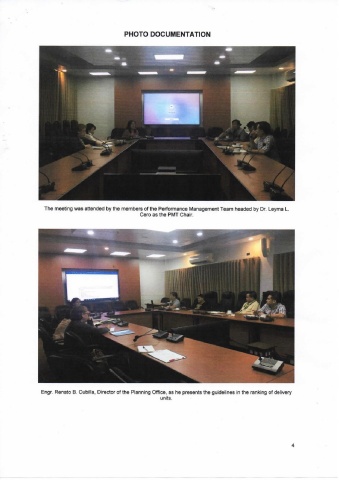 PHOTO DOCUMENTATION
The meeting was attended by the members of the Performance Management Team headed by Dr. Leyma L.
Cero as the PMT Chair.
Engr. Renato B. Cubilla, Director of the Planning Office, as he presents the guidelines in the ranking of delivery
units.
4